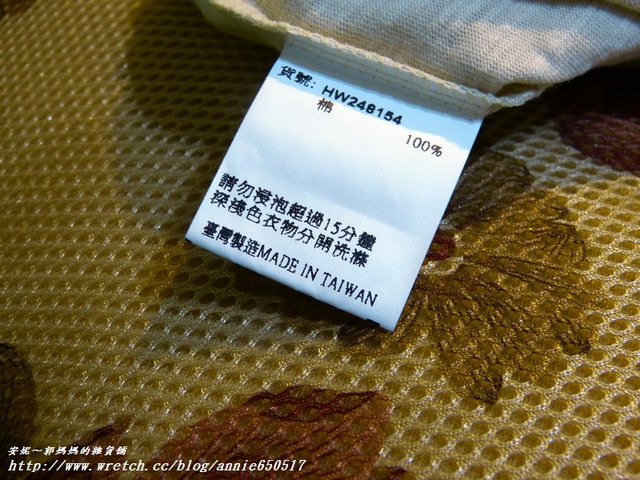 貨號: HW246154
棉 100%
請勿浸泡超過15分鐘
深淺色衣物分開洗滌
臺灣製造MADE IN TAIWAN
安妮～郭媽媽的雜貨舖
http://www.wretch.cc/blog/annie650517